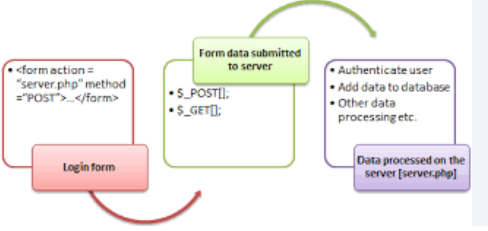 • <form action =
"server.php" method
="POST">...</form>
Login form
Form data submitted
to server
• $_POST[];
• $_GET[];
• Authenticate user
• Add data to database
• Other data
processing etc.
Data processed on the
server [server.php]